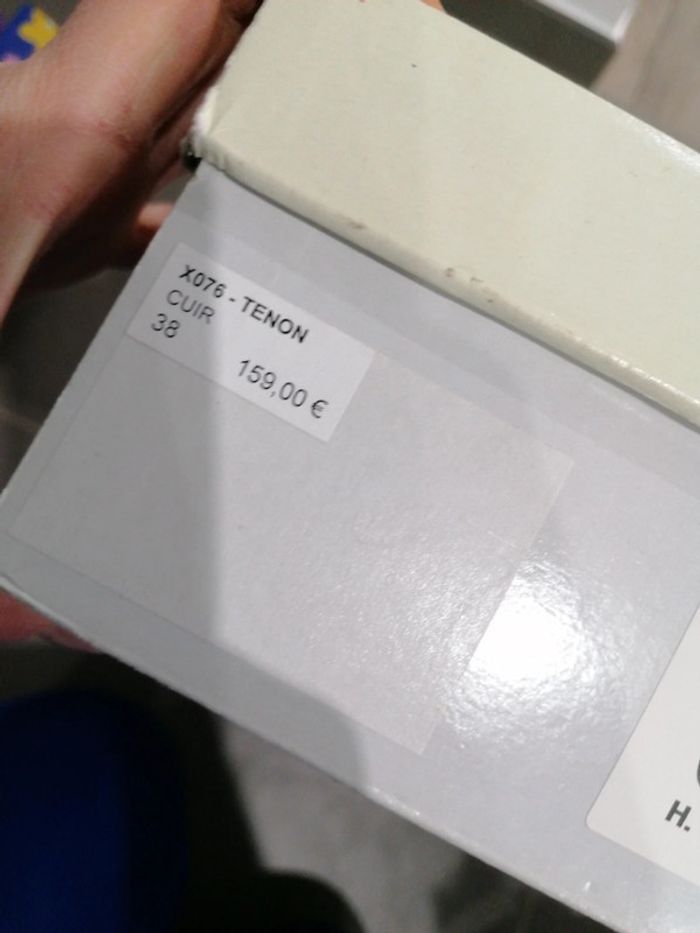 X076 - TENON
CUIR
38
159,00 €
H.